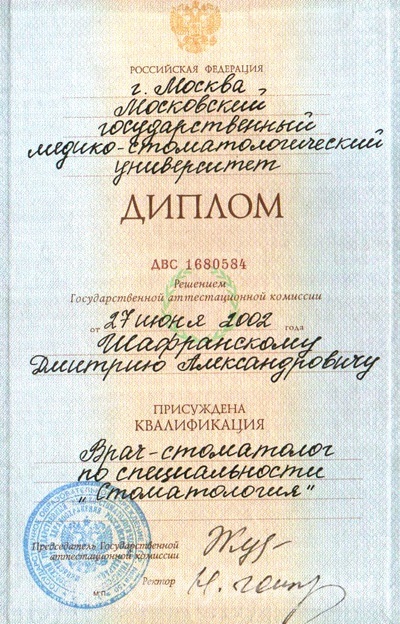 РОССИЙСКАЯ ФЕДЕРАЦИЯ
г. Москва
Московский
государственный
медико-стоматологический
университет
ДИПЛОМ
ДВС 1680584
Решением
Государственной аттестационной комиссии
от 27 июня 2002 года
Шафранскому
Дмитрию Александровичу
ПРИСУЖДЕНА
КВАЛИФИКАЦИЯ
Врач-стоматолог
по специальности
„Стоматология"
Председатель Государственной
аттестационной комиссии
Ректор
М.П.